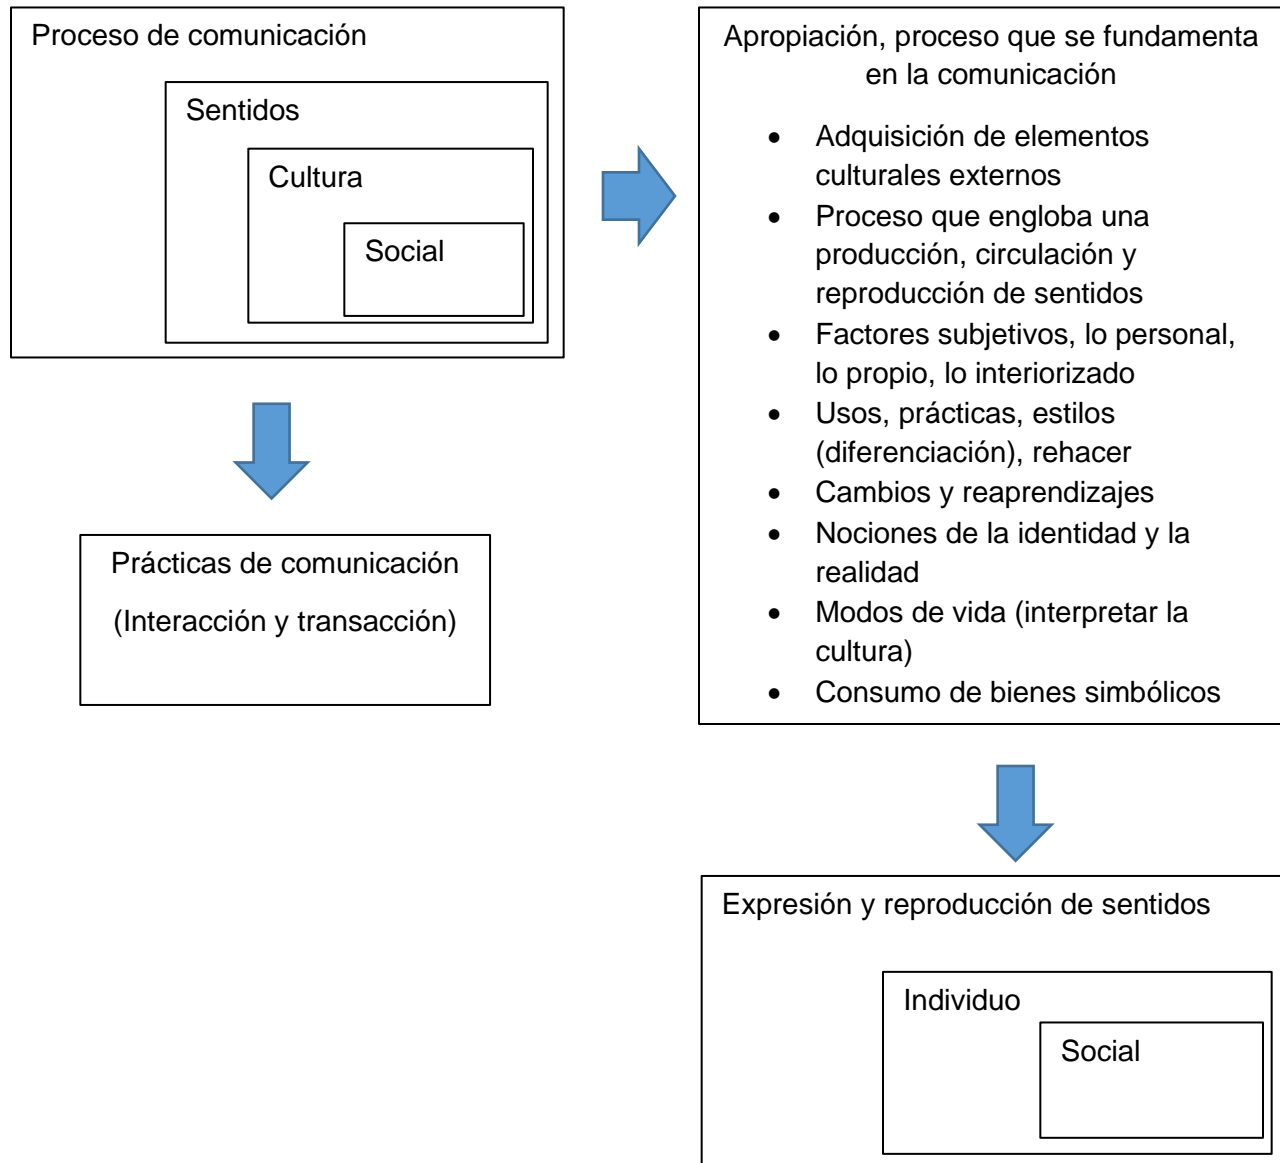 Proceso de comunicación
Sentidos
Cultura
Social
Prácticas de comunicación
(Interacción y transacción)
Apropiación, proceso que se fundamenta
en la comunicación
• Adquisición de elementos
culturales externos
• Proceso que engloba una
producción, circulación y
reproducción de sentidos
• Factores subjetivos, lo personal,
lo propio, lo interiorizado
• Usos, prácticas, estilos
(diferenciación), rehacer
• Cambios y reaprendizajes
• Nociones de la identidad y la
realidad
• Modos de vida (interpretar la
cultura)
• Consumo de bienes simbólicos
Expresión y reproducción de sentidos
Individuo
Social